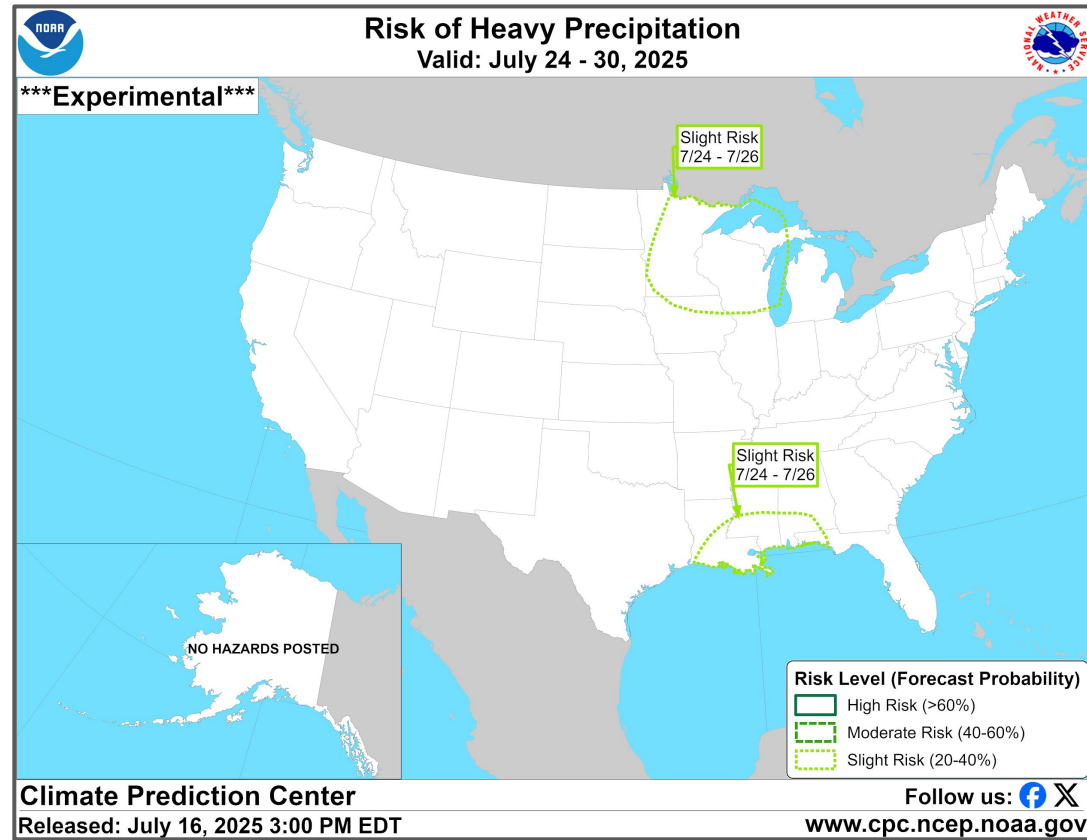 NOAA
Risk of Heavy Precipitation
Valid: July 24 - 30, 2025
NATIONAL WEATHER SERVICE
***Experimental***
Slight Risk
7/24 - 7/26
Slight Risk
7/24 - 7/26
NO HAZARDS POSTED
Risk Level (Forecast Probability)
High Risk (>60%)
Moderate Risk (40-60%)
Slight Risk (20-40%)
Climate Prediction Center
Follow us:
Released: July 16, 2025 3:00 PM EDT
www.cpc.ncep.noaa.gov